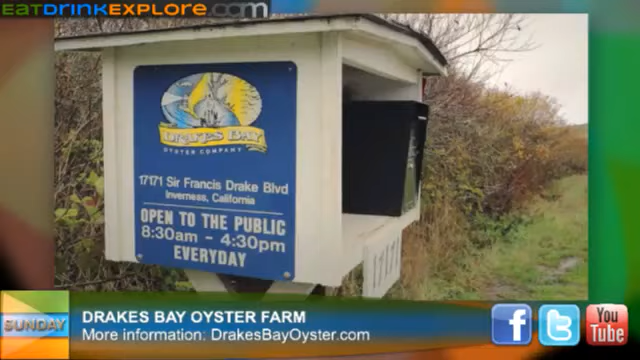 EATDRINKEXPLORE.com
DRAKES BAY
OYSTER COMPANY
17171 Sir Francis Drake Blvd
Inverness, California
OPEN TO THE PUBLIC
8:30am - 4:30pm
EVERYDAY
17171
SUNDAY
DRAKES BAY OYSTER FARM
More information: DrakesBayOyster.com
f
t
You
Tube